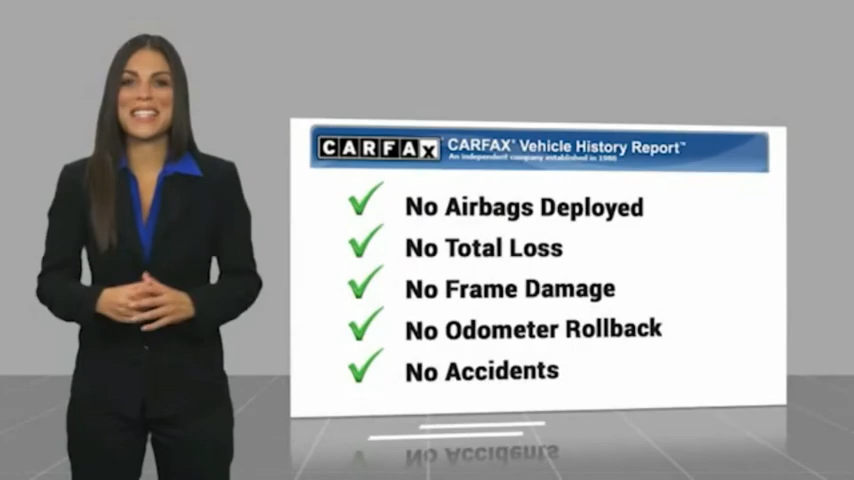 CARFAX CARFAX® Vehicle History Report™
An independent company established in 1986
No Airbags Deployed
No Total Loss
No Frame Damage
No Odometer Rollback
No Accidents
No Accidents